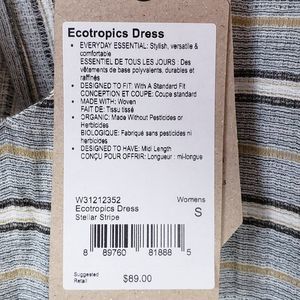 Ecotropics Dress
• EVERYDAY ESSENTIAL: Stylish, versatile &
comfortable
ESSENTIEL DE TOUS LES JOURS : Des
vêtements de base polyvalents, durables et
raffinés
• DESIGNED TO FIT: With A Standard Fit
CONCEPTION ET COUPE: Coupe standard
• MADE WITH: Woven
FAIT DE: Tissu tissé
• ORGANIC: Made Without Pesticides or
Herbicides
BIOLOGIQUE: Fabriqué sans pesticides ni
herbicides
• DESIGNED TO HAVE: Midi Length
CONÇU POUR OFFRIR: Longueur : mi-longue
W31212352 Womens
Ecotropics Dress S
Stellar Stripe
8 89760 81888 5
Suggested
Retail $89.00